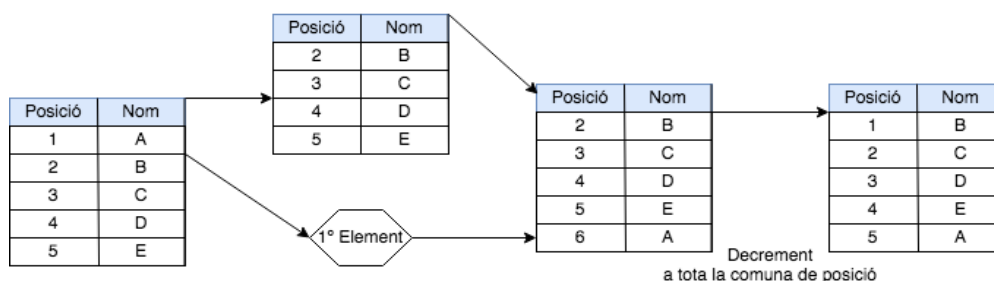 Posició Nom
1 A
2 B
3 C
4 D
5 E
Posició Nom
2 B
3 C
4 D
5 E
1º Element
Posició Nom
2 B
3 C
4 D
5 E
6 A
Decrement
a tota la comuna de posició
Posició Nom
1 B
2 C
3 D
4 E
5 A